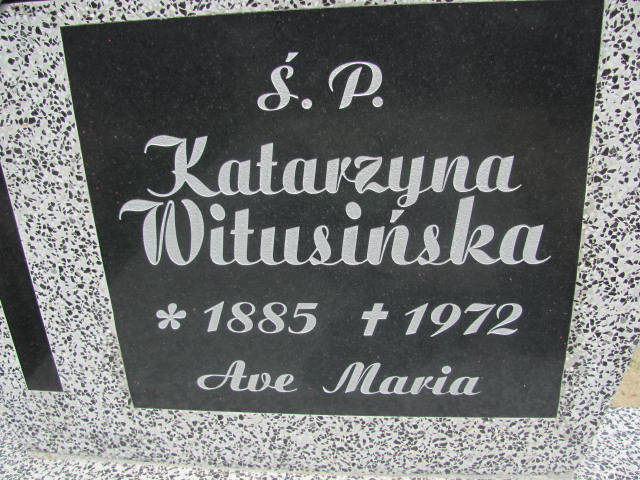 Ś. P.
Katarzyna
Witusińska
* 1885 ✝ 1972
Ave Maria